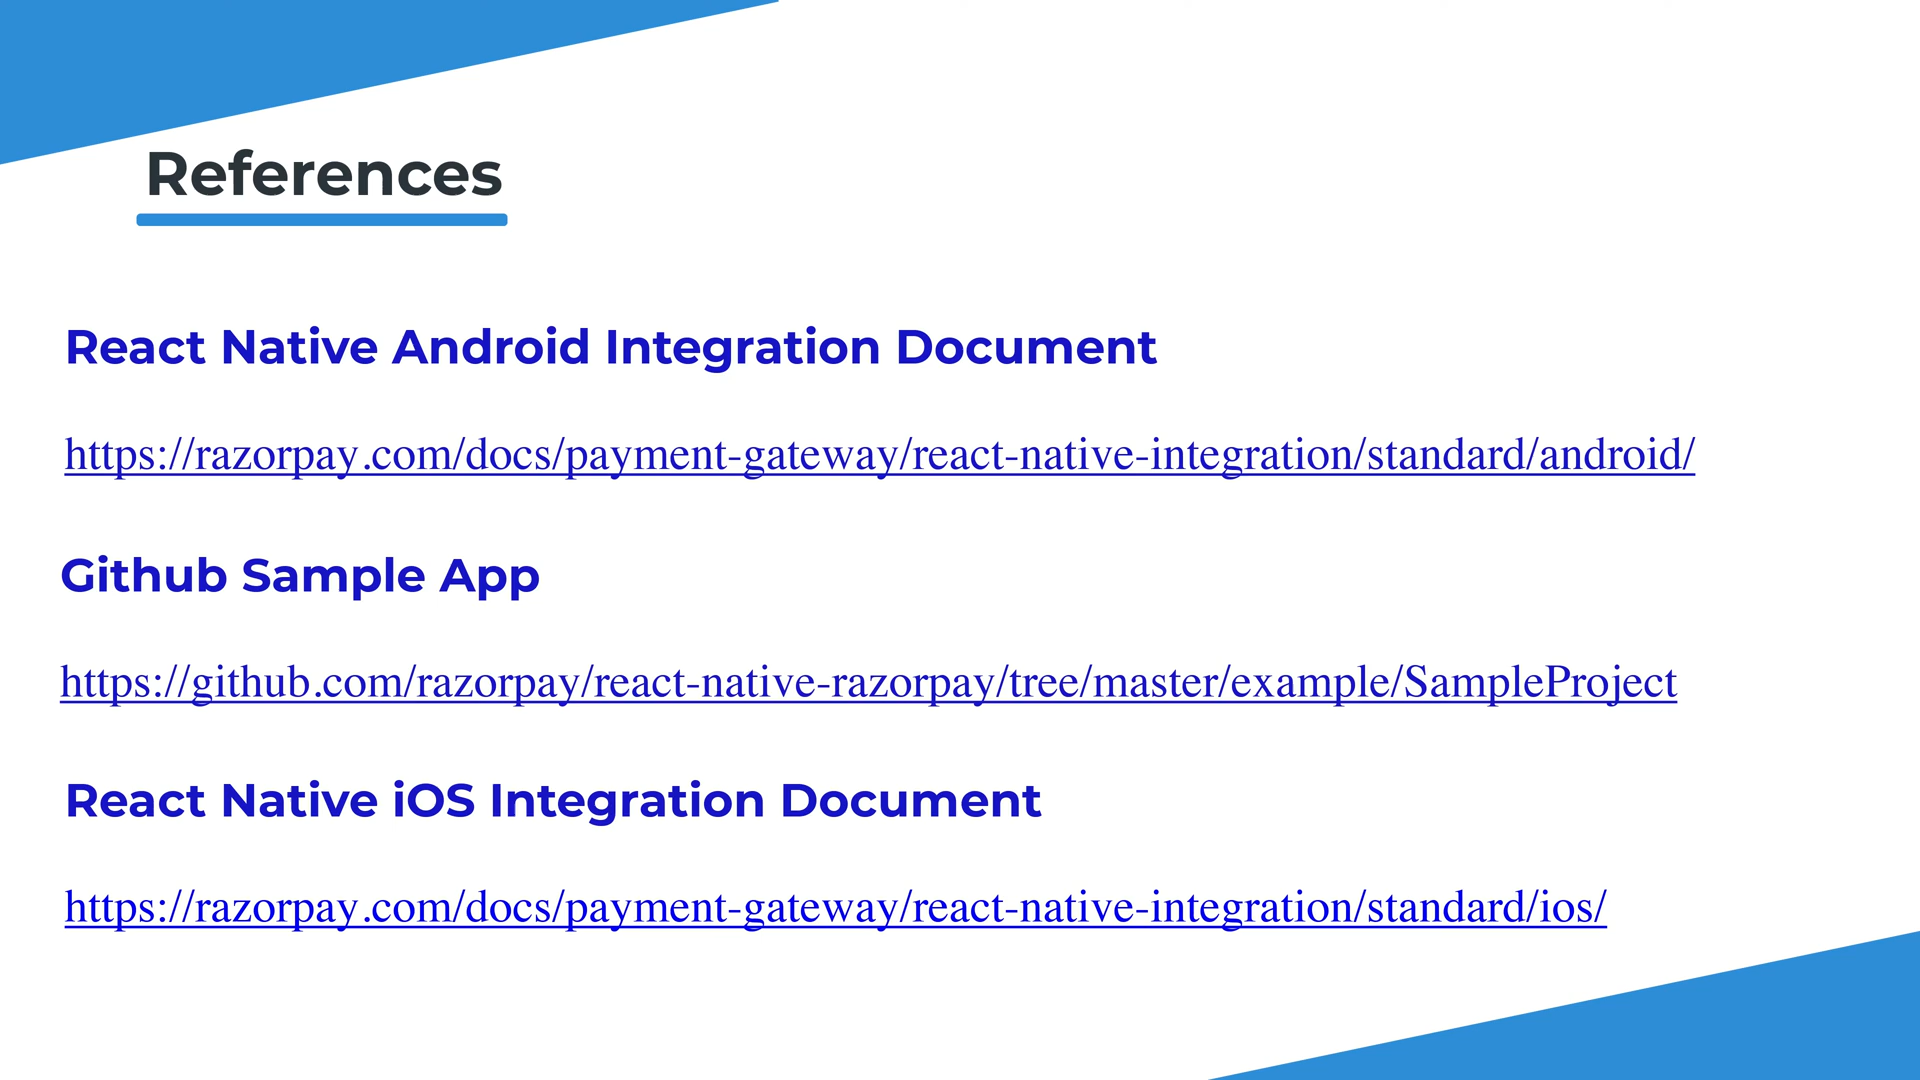 References
React Native Android Integration Document
https://razorpay.com/docs/payment-gateway/react-native-integration/standard/android/
Github Sample App
https://github.com/razorpay/react-native-razorpay/tree/master/example/SampleProject
React Native iOS Integration Document
https://razorpay.com/docs/payment-gateway/react-native-integration/standard/ios/